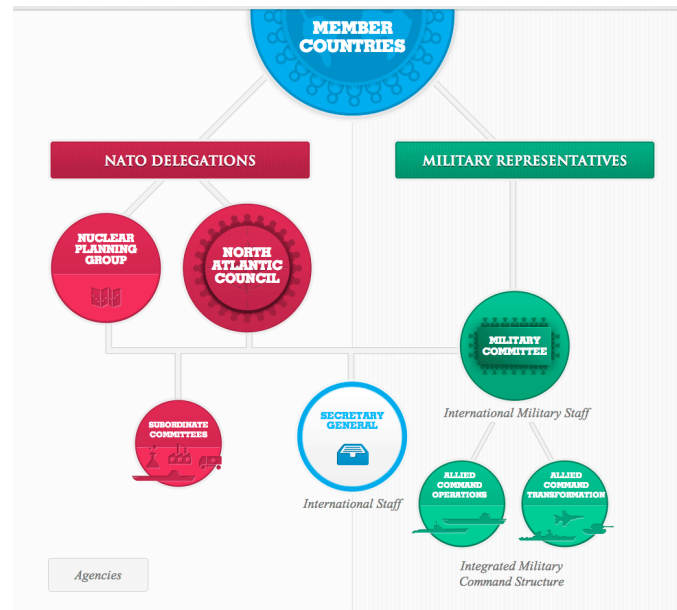 MEMBER
COUNTRIES
NATO DELEGATIONS
MILITARY REPRESENTATIVES
NUCLEAR
PLANNING
GROUP
NORTH
ATLANTIC
COUNCIL
MILITARY
COMMITTEE
International Military Staff
SUBORDINATE
COMMITTEES
SECRETARY
GENERAL
International Staff
ALLIED
COMMAND
OPERATIONS
ALLIED
COMMAND
TRANSFORMATION
Integrated Military
Command Structure
Agencies